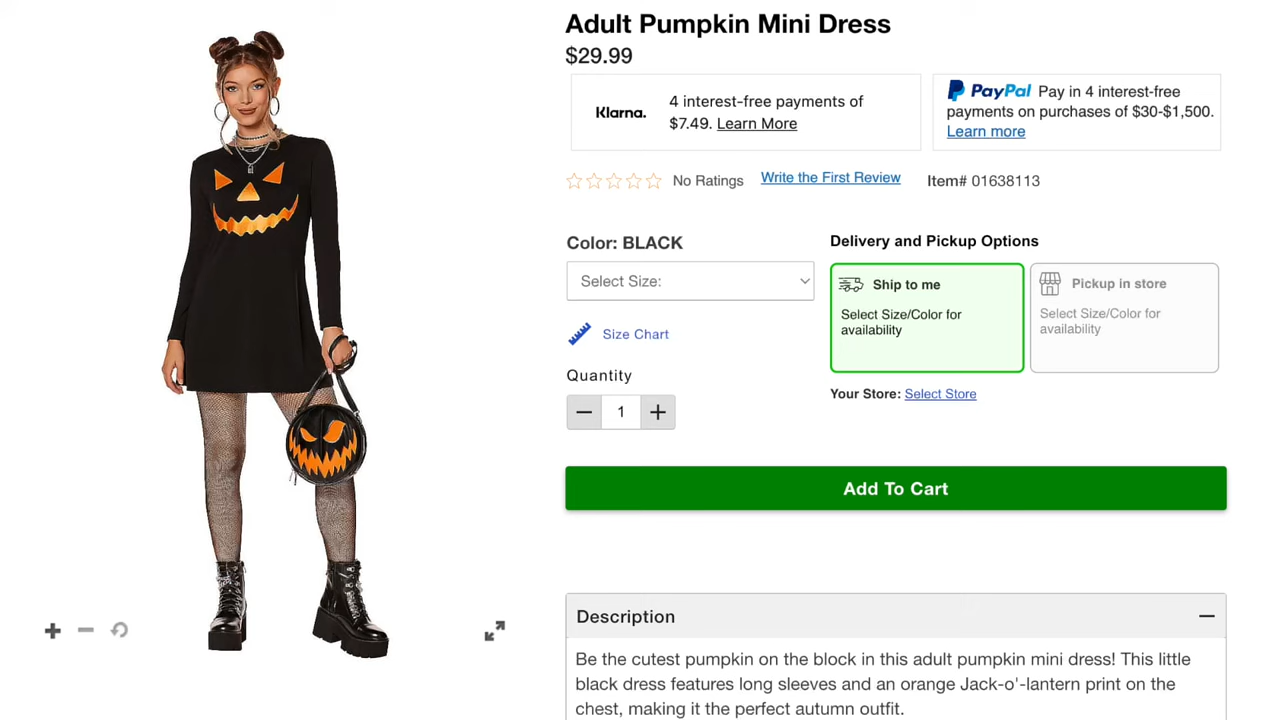 Adult Pumpkin Mini Dress
$29.99
Klarna.
4 interest-free payments of
$7.49. Learn More
PayPal Pay in 4 interest-free
payments on purchases of $30-$1,500.
Learn more
No Ratings
Write the First Review
Item# 01638113
Color: BLACK
Select Size:
Size Chart
Quantity
1
Delivery and Pickup Options
Ship to me
Select Size/Color for
availability
Pickup in store
Select Size/Color for
availability
Your Store: Select Store
Add To Cart
Description
Be the cutest pumpkin on the block in this adult pumpkin mini dress! This little
black dress features long sleeves and an orange Jack-o'-lantern print on the
chest, making it the perfect autumn outfit.